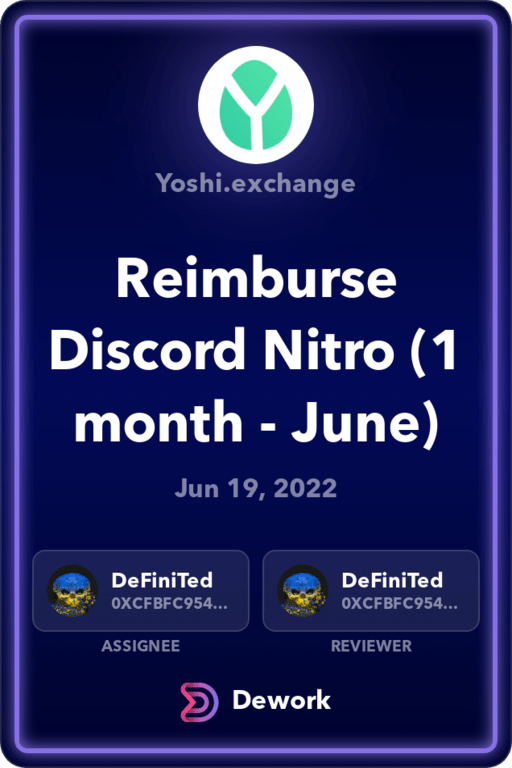 Yoshi.exchange
Reimburse
Discord Nitro (1
month - June)
Jun 19, 2022
DeFiniTed
0XCFBFC954...
ASSIGNEE
DeFiniTed
0XCFBFC954...
REVIEWER
Dework